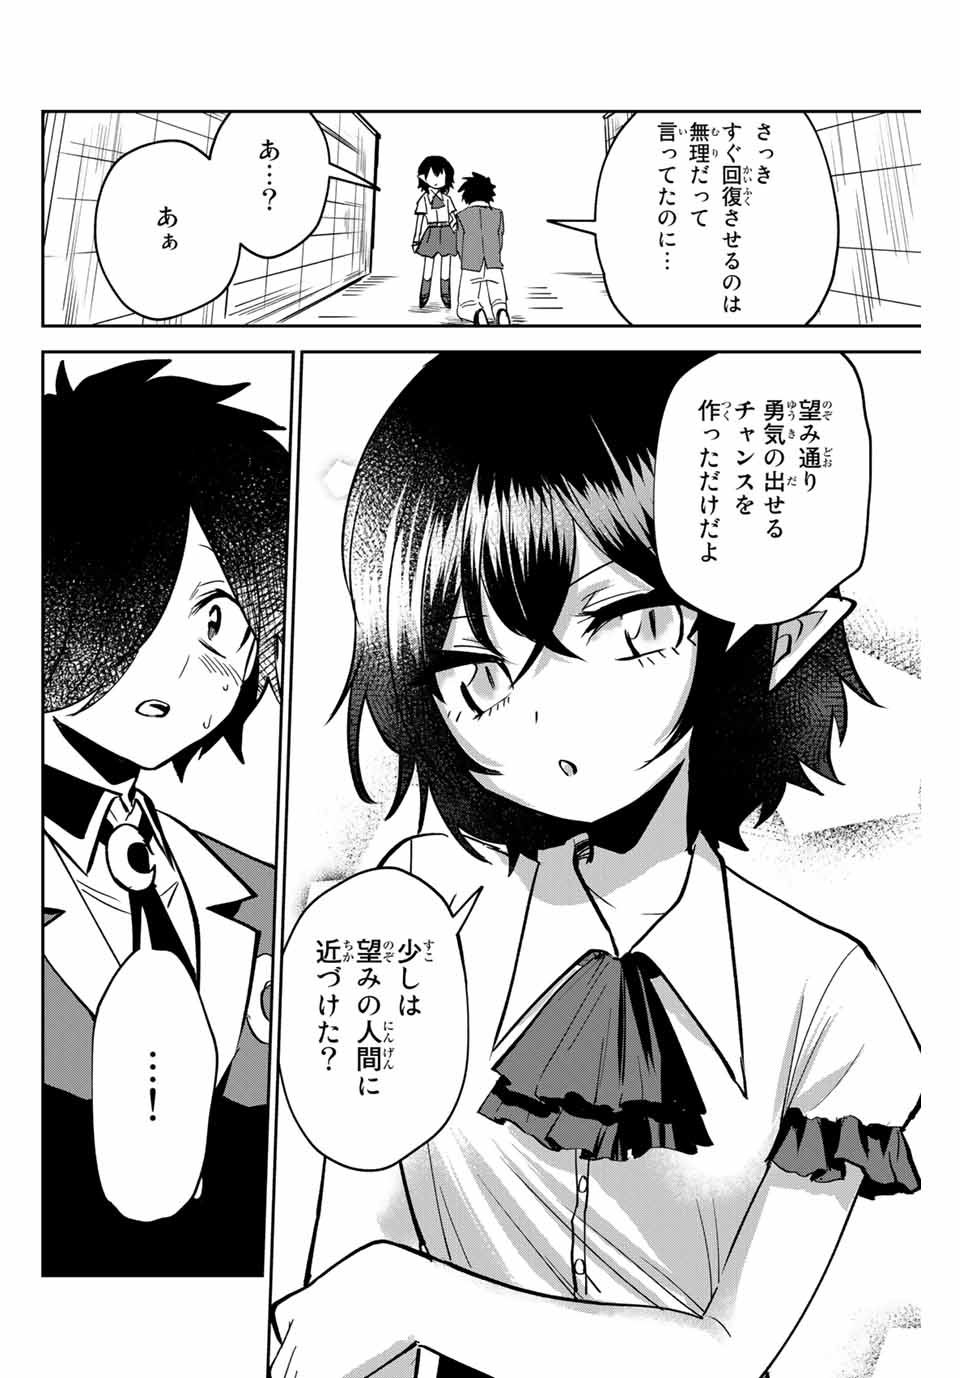 さっき
すぐ回復させるのは
無理だって
言ってたのに…
あ…?
あぁ
望み通り
勇気の出せる
チャンスを
作っただけだよ
少しは
望みの人間に
近づけた?
…!